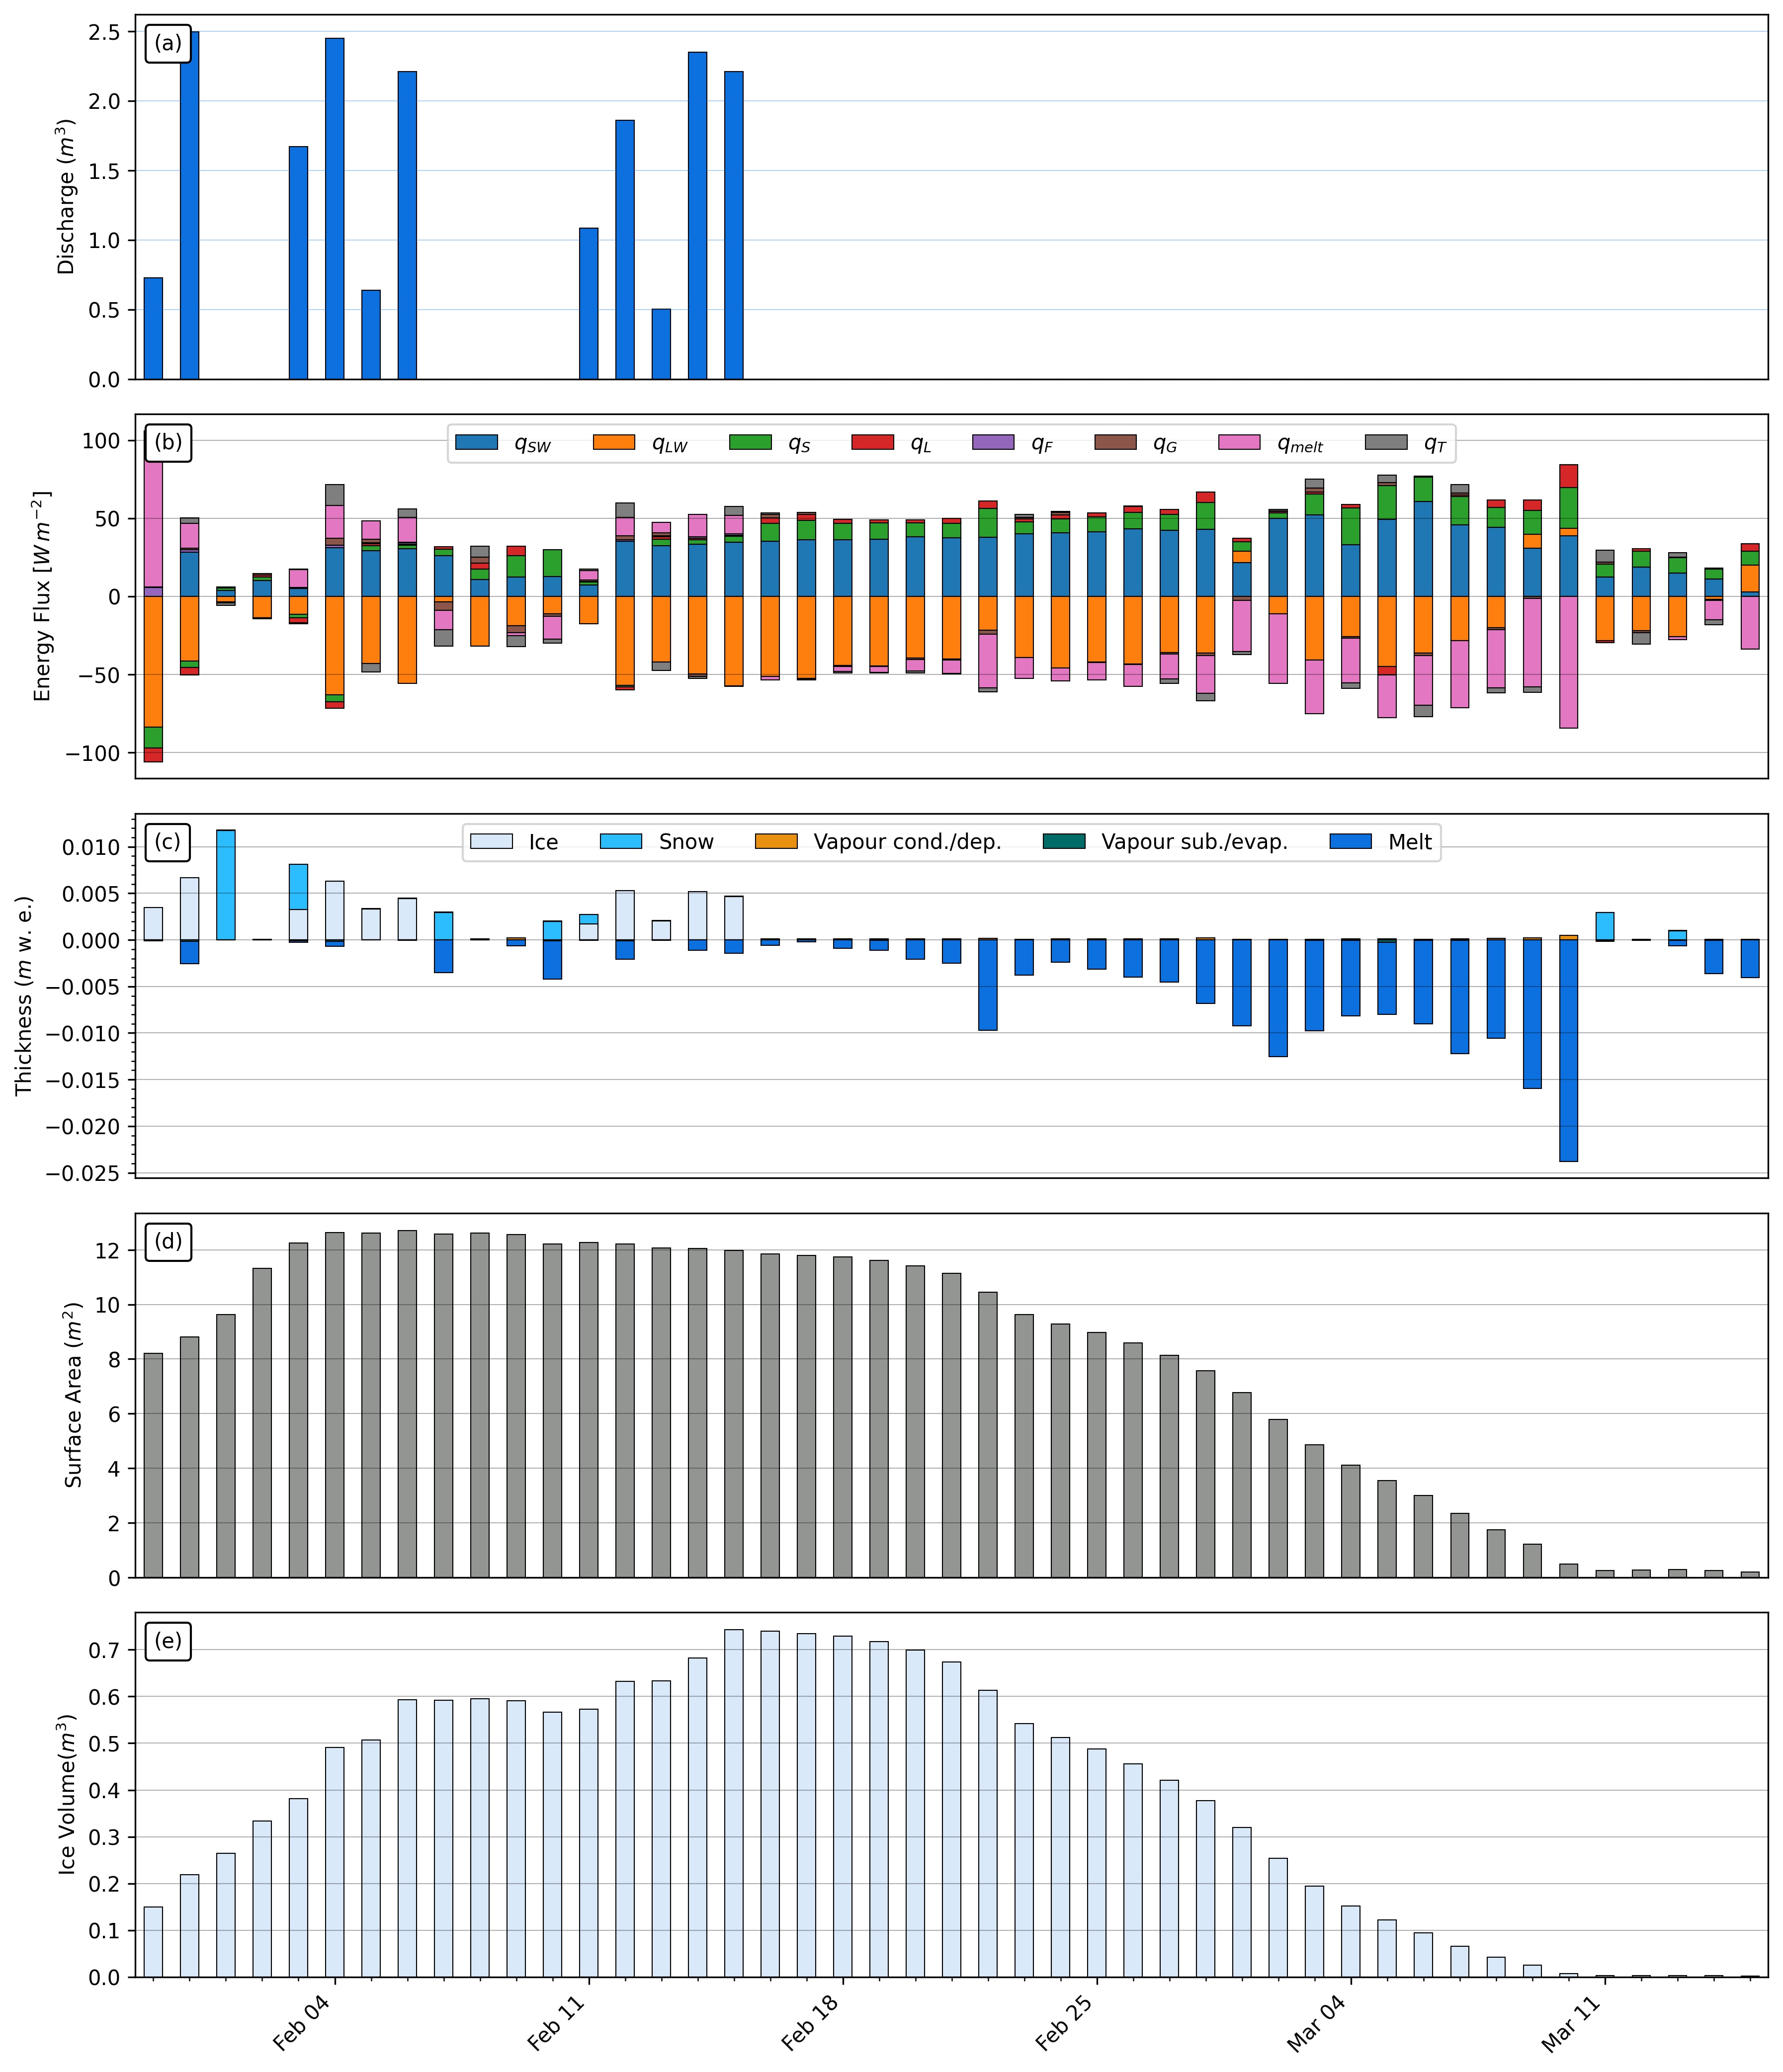 (a)
Discharge (m³)
2.5
2.0
1.5
1.0
0.5
0.0
(b)
q_SW q_LW q_S q_L q_F q_G q_melt q_T
Energy Flux [W m⁻²]
100
50
0
−50
−100
(c)
Ice Snow Vapour cond./dep. Vapour sub./evap. Melt
Thickness (m w. e.)
0.010
0.005
0.000
−0.005
−0.010
−0.015
−0.020
−0.025
(d)
Surface Area (m²)
12
10
8
6
4
2
0
(e)
Ice Volume(m³)
0.7
0.6
0.5
0.4
0.3
0.2
0.1
0.0
Feb 04 Feb 11 Feb 18 Feb 25 Mar 04 Mar 11